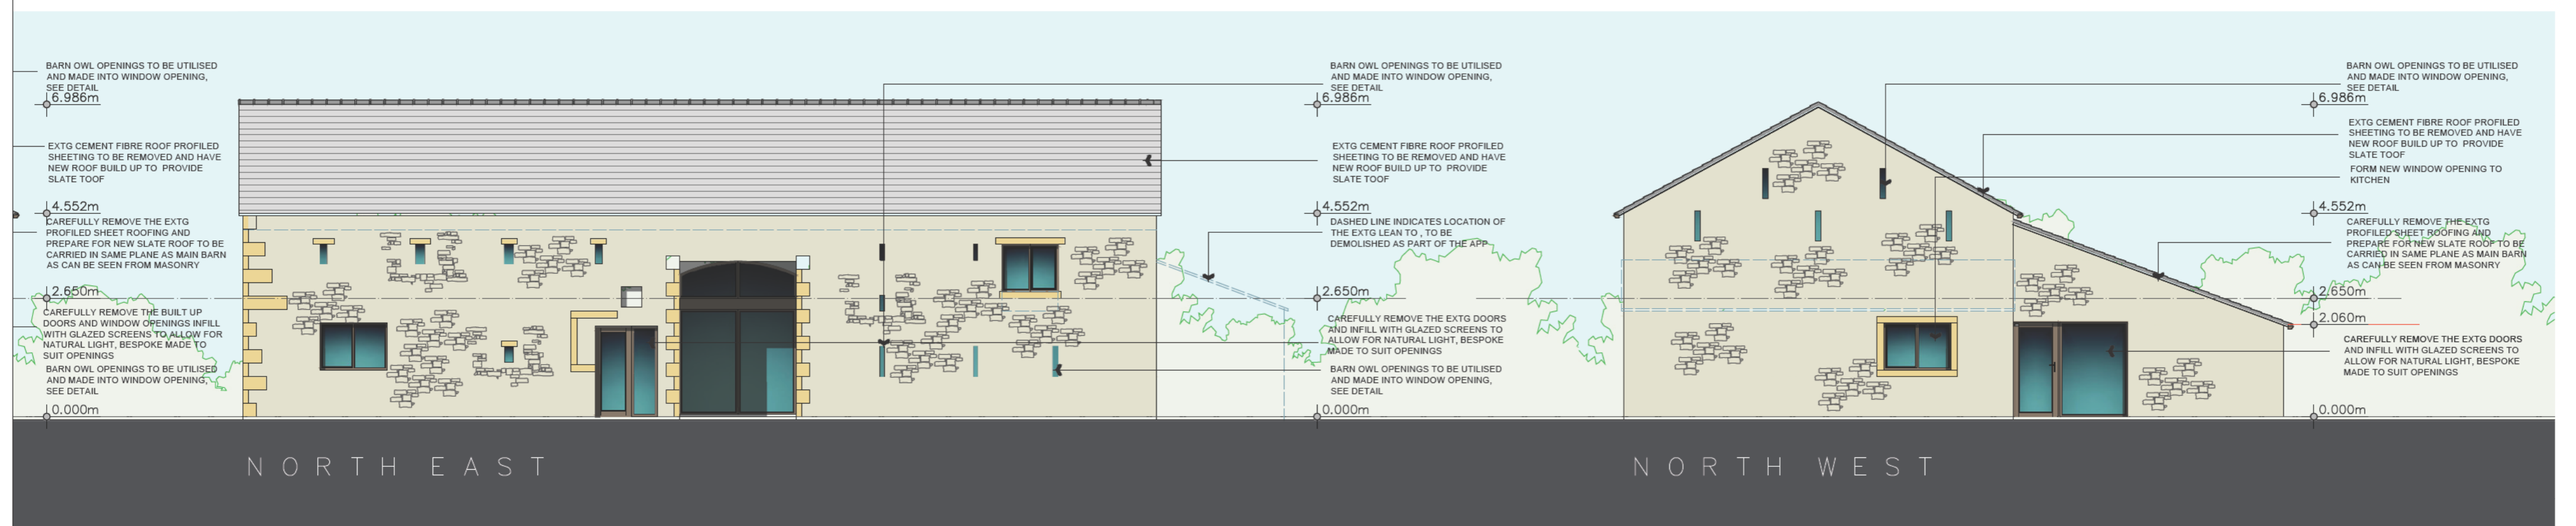 BARN OWL OPENINGS TO BE UTILISED
AND MADE INTO WINDOW OPENING,
SEE DETAIL
6.986m
EXTG CEMENT FIBRE ROOF PROFILED
SHEETING TO BE REMOVED AND HAVE
NEW ROOF BUILD UP TO PROVIDE
SLATE TOOF
4.552m
CAREFULLY REMOVE THE EXTG
PROFILED SHEET ROOFING AND
PREPARE FOR NEW SLATE ROOF TO BE
CARRIED IN SAME PLANE AS MAIN BARN
AS CAN BE SEEN FROM MASONRY
2.650m
CAREFULLY REMOVE THE BUILT UP
DOORS AND WINDOW OPENINGS INFILL
WITH GLAZED SCREENS TO ALLOW FOR
NATURAL LIGHT, BESPOKE MADE TO
SUIT OPENINGS
BARN OWL OPENINGS TO BE UTILISED
AND MADE INTO WINDOW OPENING,
SEE DETAIL
0.000m
NORTH EAST
BARN OWL OPENINGS TO BE UTILISED
AND MADE INTO WINDOW OPENING,
SEE DETAIL
6.986m
EXTG CEMENT FIBRE ROOF PROFILED
SHEETING TO BE REMOVED AND HAVE
NEW ROOF BUILD UP TO PROVIDE
SLATE TOOF
4.552m
DASHED LINE INDICATES LOCATION OF
THE EXTG LEAN TO , TO BE
DEMOLISHED AS PART OF THE APP
2.650m
CAREFULLY REMOVE THE EXTG DOORS
AND INFILL WITH GLAZED SCREENS TO
ALLOW FOR NATURAL LIGHT, BESPOKE
MADE TO SUIT OPENINGS
BARN OWL OPENINGS TO BE UTILISED
AND MADE INTO WINDOW OPENING,
SEE DETAIL
0.000m
NORTH WEST
BARN OWL OPENINGS TO BE UTILISED
AND MADE INTO WINDOW OPENING,
SEE DETAIL
6.986m
EXTG CEMENT FIBRE ROOF PROFILED
SHEETING TO BE REMOVED AND HAVE
NEW ROOF BUILD UP TO PROVIDE
SLATE TOOF
FORM NEW WINDOW OPENING TO
KITCHEN
4.552m
CAREFULLY REMOVE THE EXTG
PROFILED SHEET ROOFING AND
PREPARE FOR NEW SLATE ROOF TO BE
CARRIED IN SAME PLANE AS MAIN BARN
AS CAN BE SEEN FROM MASONRY
2.650m
2.060m
CAREFULLY REMOVE THE EXTG DOORS
AND INFILL WITH GLAZED SCREENS TO
ALLOW FOR NATURAL LIGHT, BESPOKE
MADE TO SUIT OPENINGS
0.000m